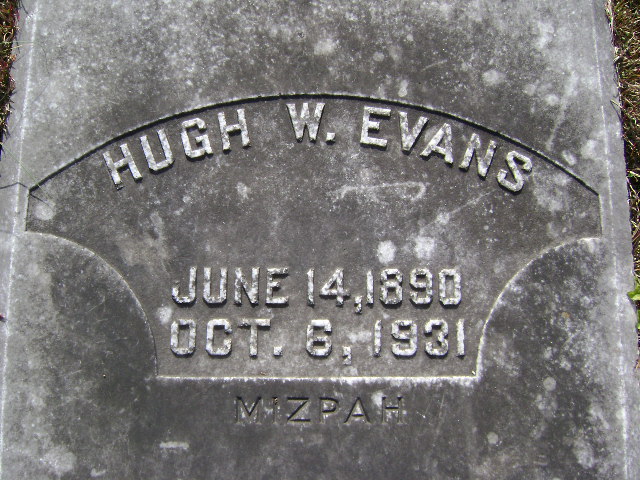 HUGH W. EVANS
JUNE 14, 1890
OCT. 6, 1931
MIZPAH